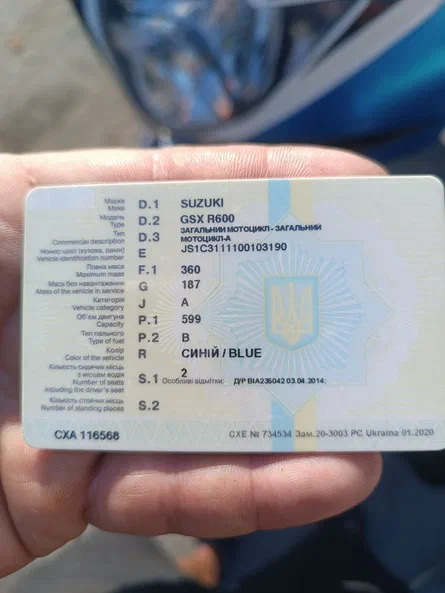 Марка D.1 SUZUKI
Make
Модель D.2 GSX R600
Type
Тип D.3 ЗАГАЛЬНИЙ МОТОЦИКЛ - ЗАГАЛЬНИЙ
Commercial description МОТОЦИКЛ-А
Номер шасі (кузова, рами) E JS1C3111100103190
Vehicle identification number
Повна маса F.1 360
Maximum mass
Маса без навантаження G 187
Mass of the vehicle in service
Категорія J A
Vehicle category
Об'єм двигуна P.1 599
Capacity
Тип пального P.2 B
Type of fuel
Колір R СИНІЙ / BLUE
Color of the vehicle
Кількість сидячих місць S.1 2
з місцем водія Особливі відмітки: Д/Р ВІА235042 03.04.2014;
Number of seats
including the driver's seat
Кількість стоячих місць S.2
Number of standing places
СХА 116568 СХЕ № 734534 Зам.20-3003 РС Ukraina 01.2020